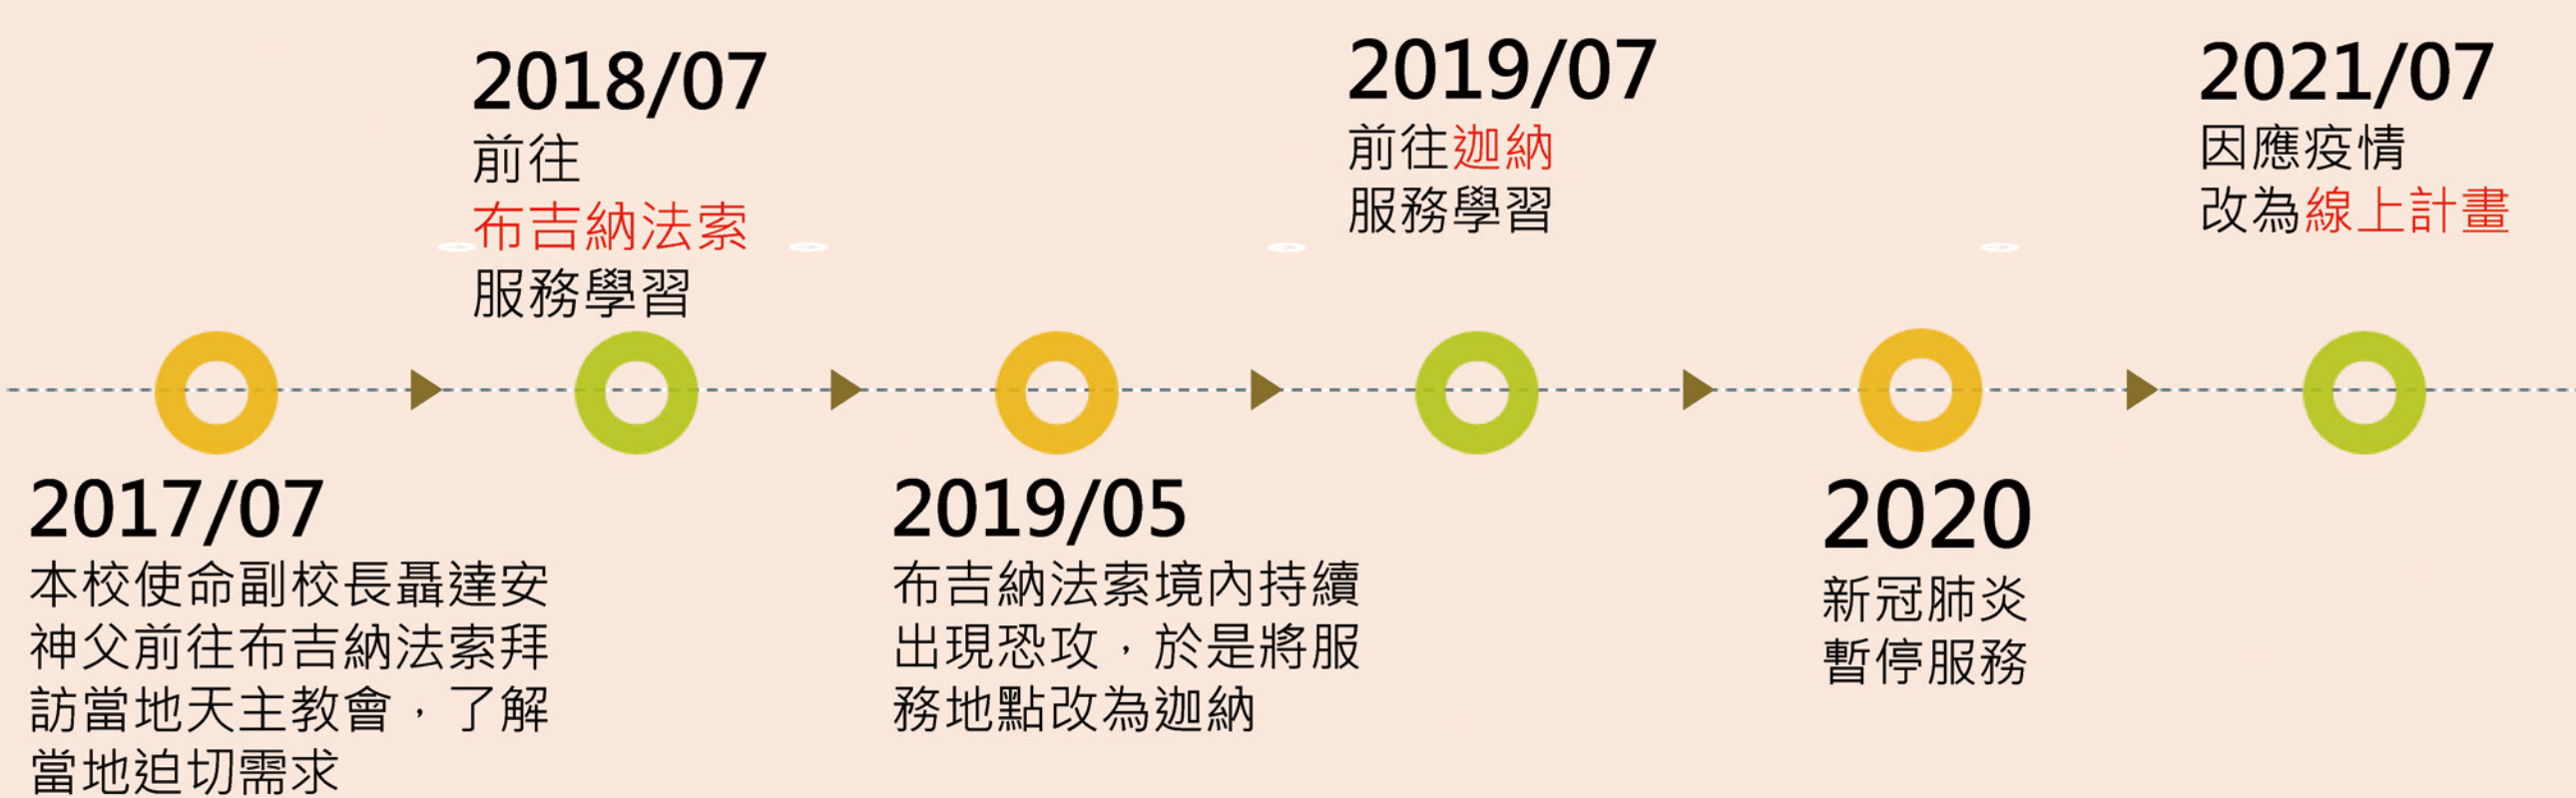 2017/07
本校使命副校長聶達安
神父前往布吉納法索拜
訪當地天主教會，了解
當地迫切需求
2018/07
前往
布吉納法索
服務學習
2019/05
布吉納法索境內持續
出現恐攻，於是將服
務地點改為迦納
2019/07
前往迦納
服務學習
2020
新冠肺炎
暫停服務
2021/07
因應疫情
改為線上計畫